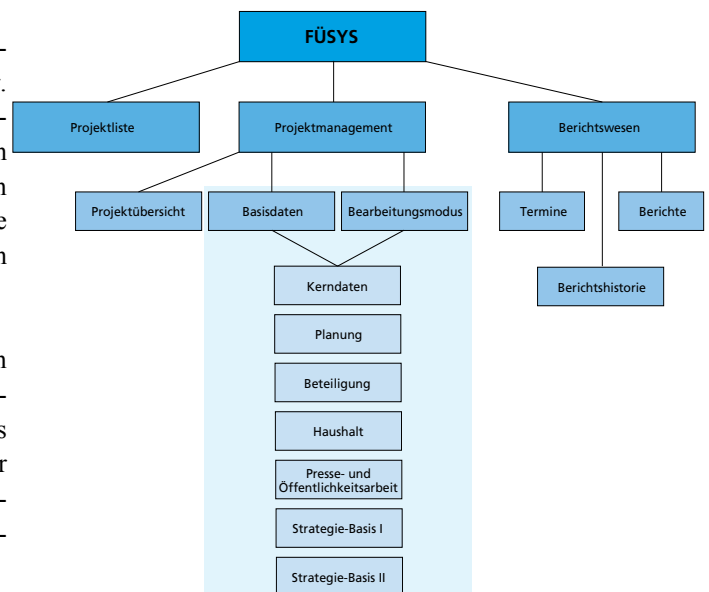 FÜSYS
Projektliste
Projektmanagement
Berichtswesen
Projektübersicht
Basisdaten
Bearbeitungsmodus
Termine
Berichte
Berichtshistorie
Kerndaten
Planung
Beteiligung
Haushalt
Presse- und
Öffentlichkeitsarbeit
Strategie-Basis I
Strategie-Basis II